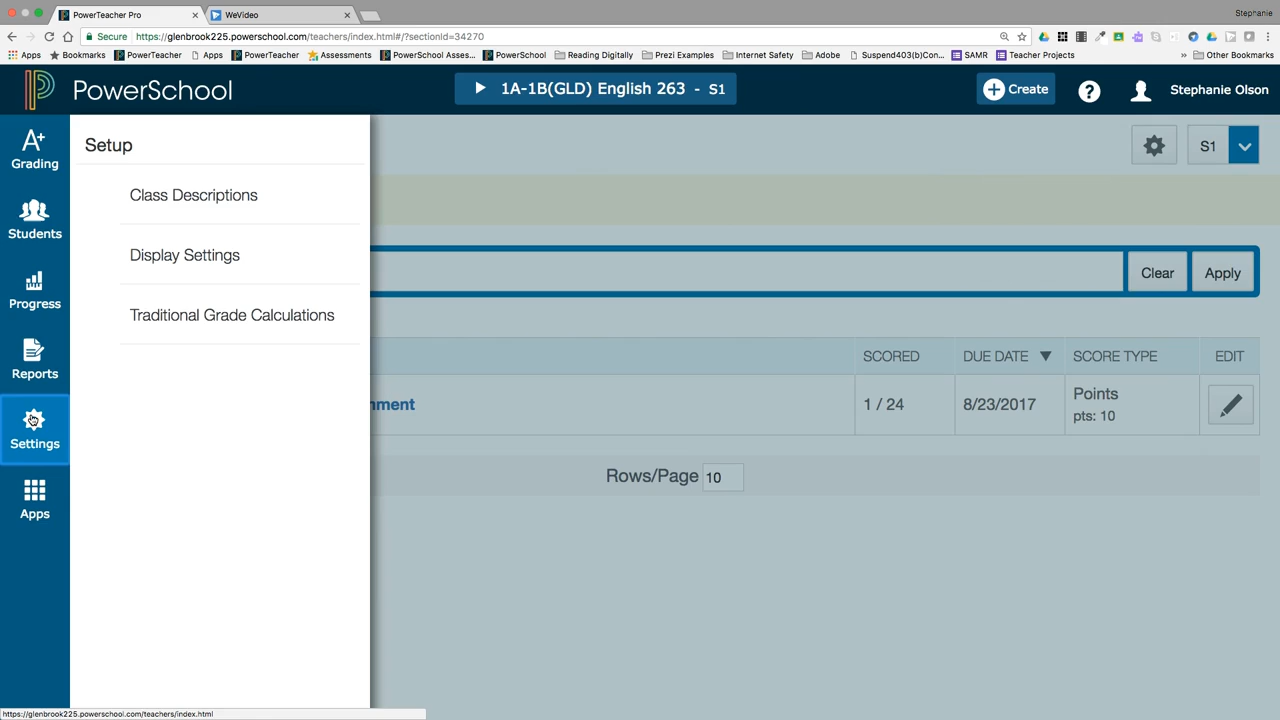 PowerTeacher Pro
WeVideo
Stephanie
Secure
https://glenbrook225.powerschool.com/teachers/index.html#/?sectionId=34270
Apps
Bookmarks
PowerTeacher
Apps
PowerTeacher
Assessments
PowerSchool Asses...
PowerSchool
Reading Digitally
Prezi Examples
Internet Safety
Adobe
Suspend403(b)Con...
SAMR
Teacher Projects
»
Other Bookmarks
PowerSchool
1A-1B(GLD) English 263 - S1
Create
?
Stephanie Olson
A+
Grading
Students
Progress
Reports
Settings
Apps
Setup
Class Descriptions
Display Settings
Traditional Grade Calculations
S1
Clear
Apply
SCORED
DUE DATE
SCORE TYPE
EDIT
nment
1 / 24
8/23/2017
Points
pts: 10
Rows/Page 10
https://glenbrook225.powerschool.com/teachers/index.html